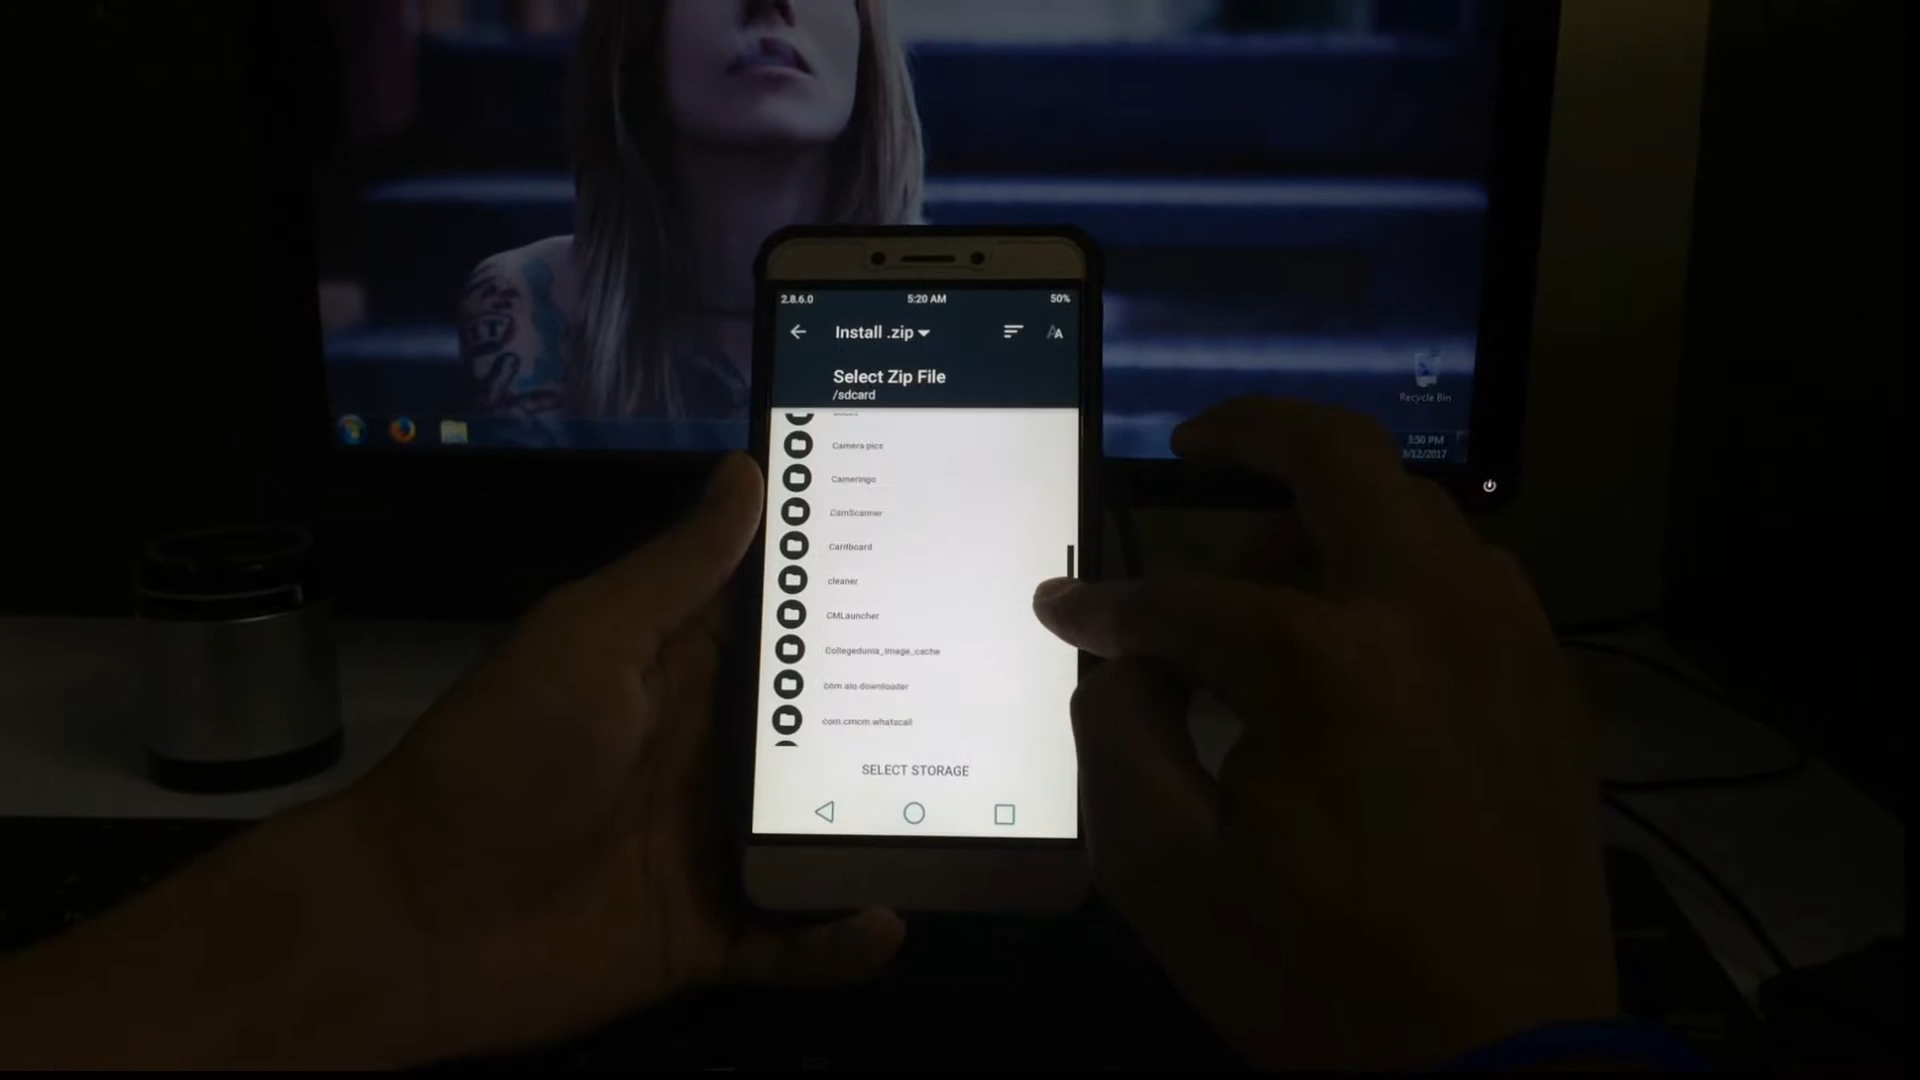 2.8.6.0 5:20 AM 50%
Install .zip
Select Zip File
/sdcard
Camera pics
Cameringo
CamScanner
Cardboard
cleaner
CMLauncher
Collegedunia_image_cache
com.aio.downloader
com.cmcm.whatscall
SELECT STORAGE
Recycle Bin
3:50 PM
3/12/2017